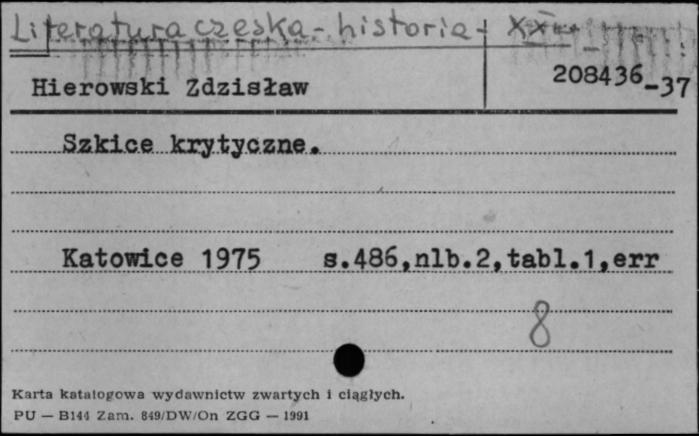 Literatura czeska - historia - XX w.
Hierowski Zdzisław 208436-37
Szkice krytyczne.
Katowice 1975 s.486,nlb.2,tabl.1,err
8
Karta katalogowa wydawnictw zwartych i ciągłych.
PU — B144 Zam. 849/DW/On ZGG — 1991